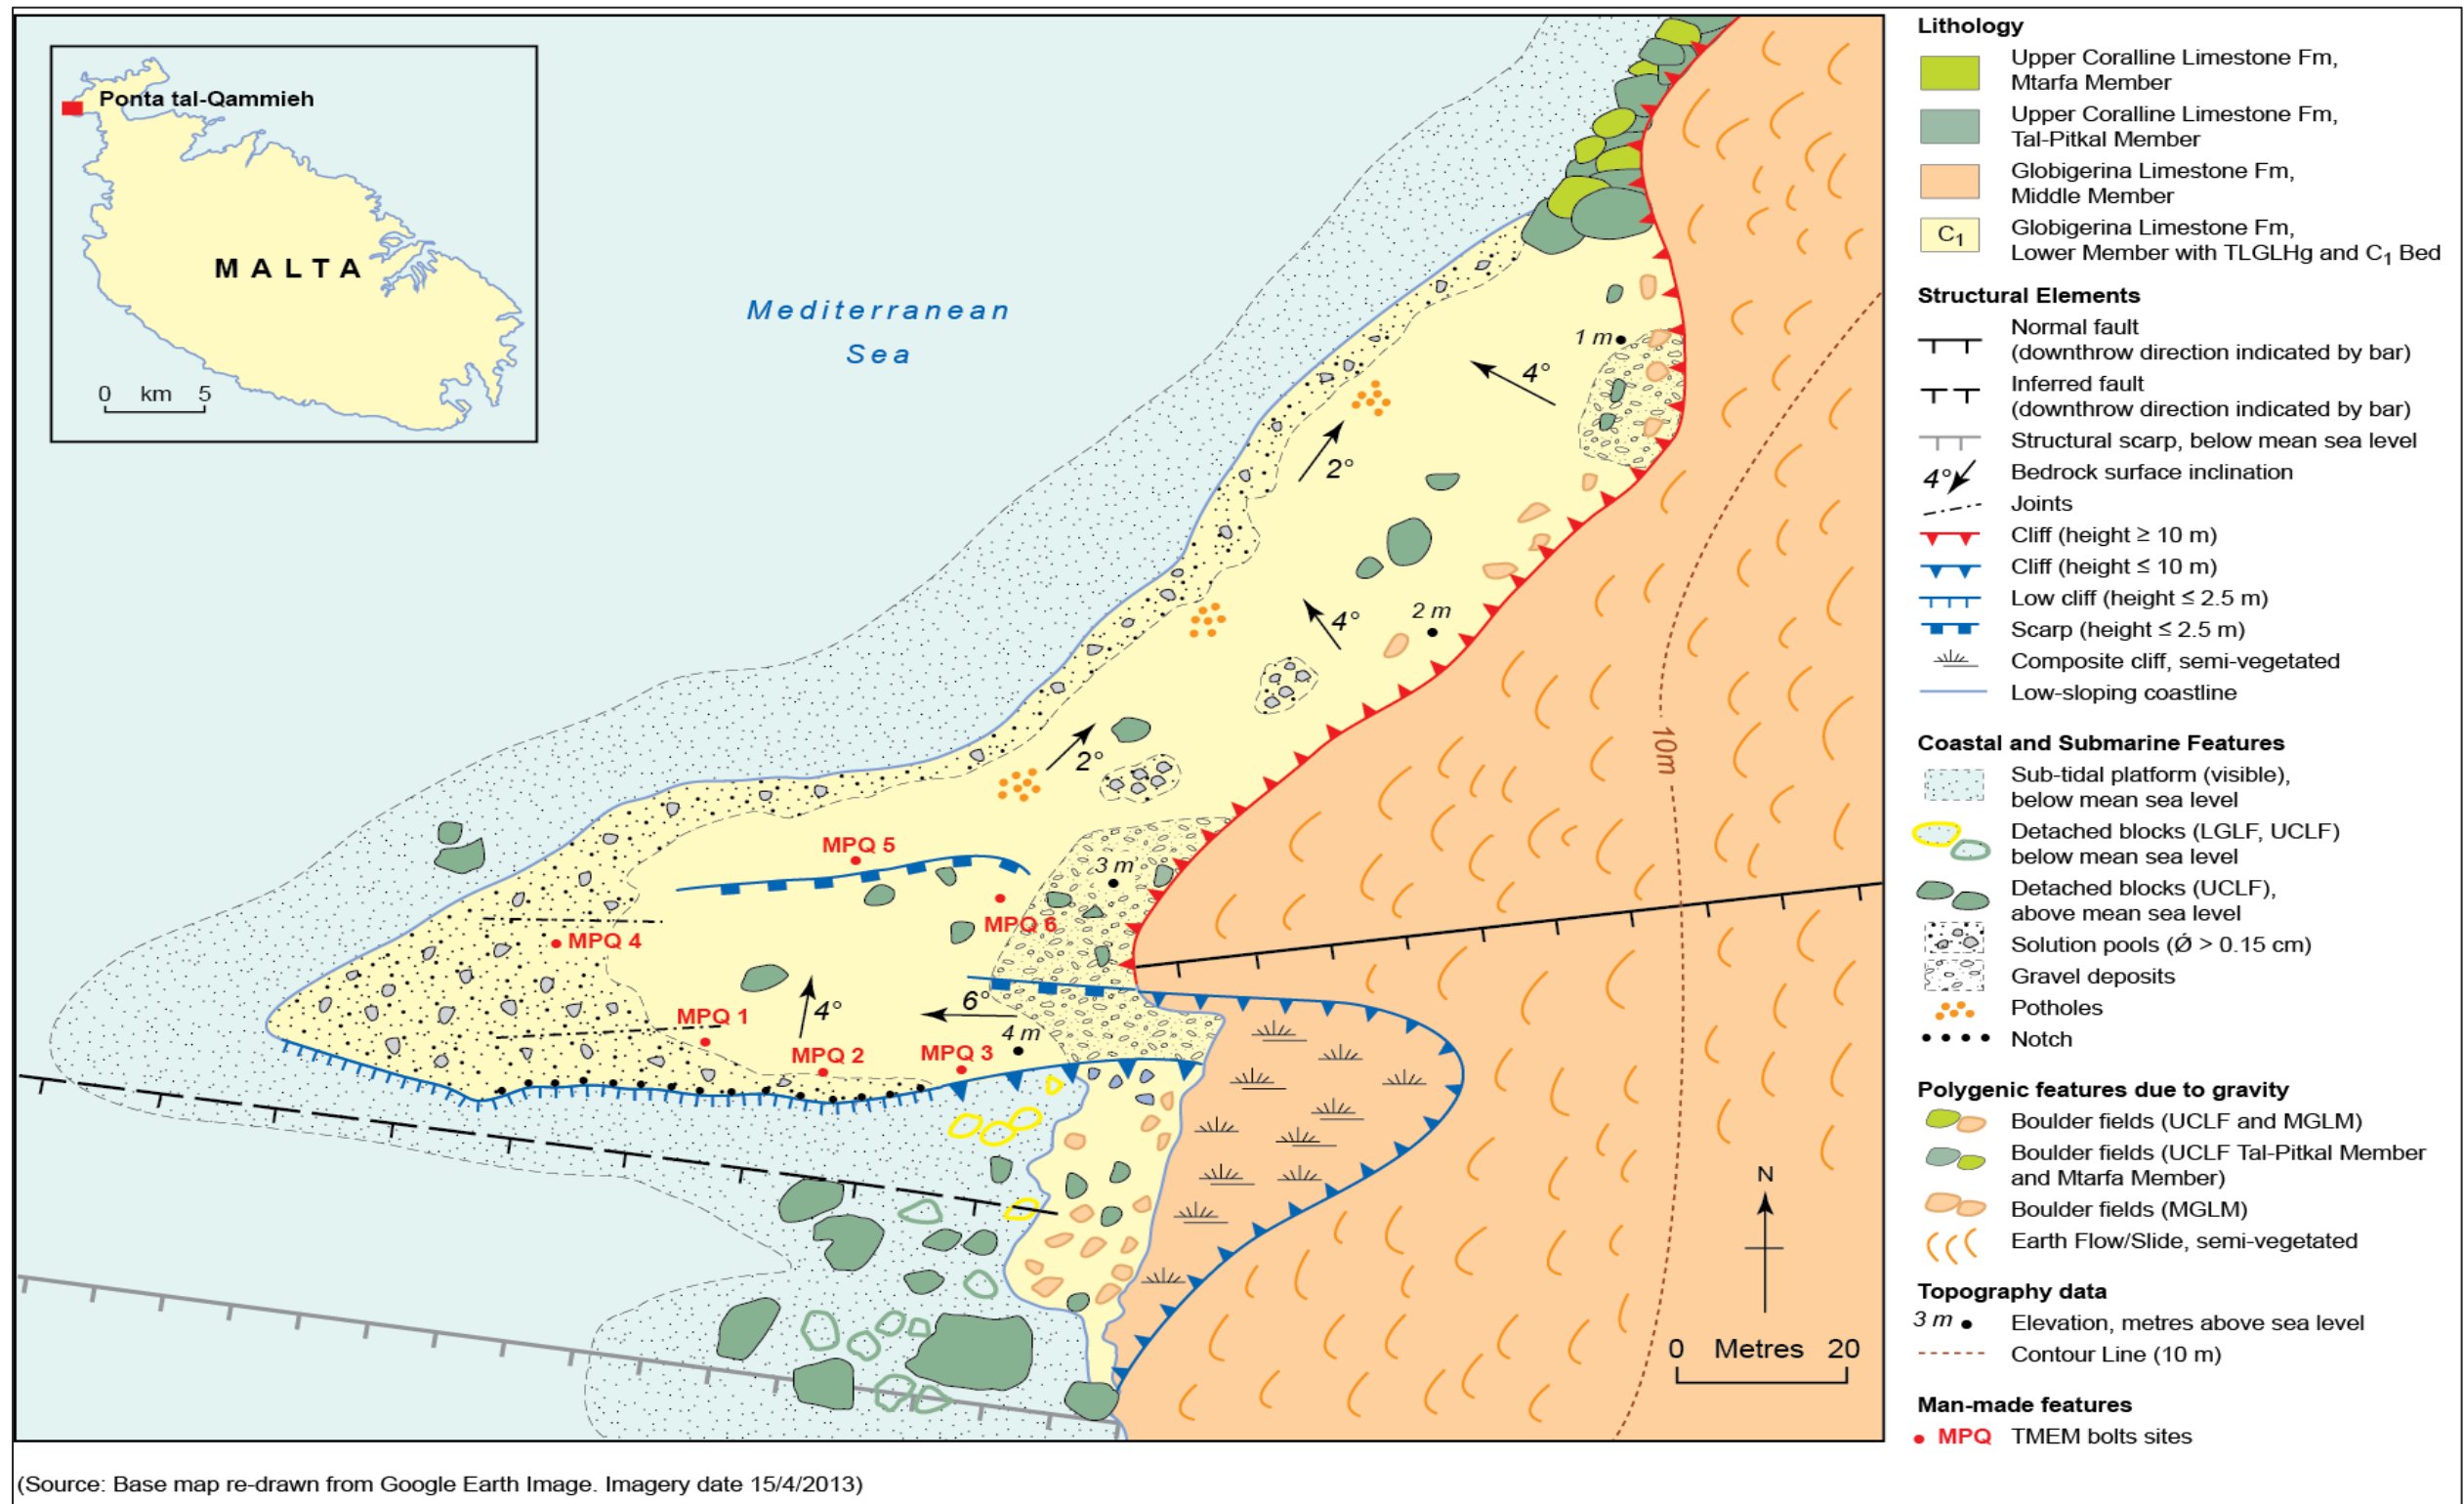 Ponta tal-Qammieh
MALTA
0 km 5
Mediterranean
Sea
1 m
4°
2°
4°
2 m
2°
10m
MPQ 5
3 m
MPQ 6
MPQ 4
MPQ 1
4°
6°
4 m
MPQ 2
MPQ 3
N
0 Metres 20
Lithology
Upper Coralline Limestone Fm,
Mtarfa Member
Upper Coralline Limestone Fm,
Tal-Pitkal Member
Globigerina Limestone Fm,
Middle Member
C1
Globigerina Limestone Fm,
Lower Member with TLGLHg and C1 Bed
Structural Elements
Normal fault
(downthrow direction indicated by bar)
Inferred fault
(downthrow direction indicated by bar)
Structural scarp, below mean sea level
4° Bedrock surface inclination
Joints
Cliff (height ≥ 10 m)
Cliff (height ≤ 10 m)
Low cliff (height ≤ 2.5 m)
Scarp (height ≤ 2.5 m)
Composite cliff, semi-vegetated
Low-sloping coastline
Coastal and Submarine Features
Sub-tidal platform (visible),
below mean sea level
Detached blocks (LGLF, UCLF)
below mean sea level
Detached blocks (UCLF),
above mean sea level
Solution pools (Ǿ > 0.15 cm)
Gravel deposits
Potholes
Notch
Polygenic features due to gravity
Boulder fields (UCLF and MGLM)
Boulder fields (UCLF Tal-Pitkal Member
and Mtarfa Member)
Boulder fields (MGLM)
Earth Flow/Slide, semi-vegetated
Topography data
3 m Elevation, metres above sea level
Contour Line (10 m)
Man-made features
MPQ TMEM bolts sites
(Source: Base map re-drawn from Google Earth Image. Imagery date 15/4/2013)